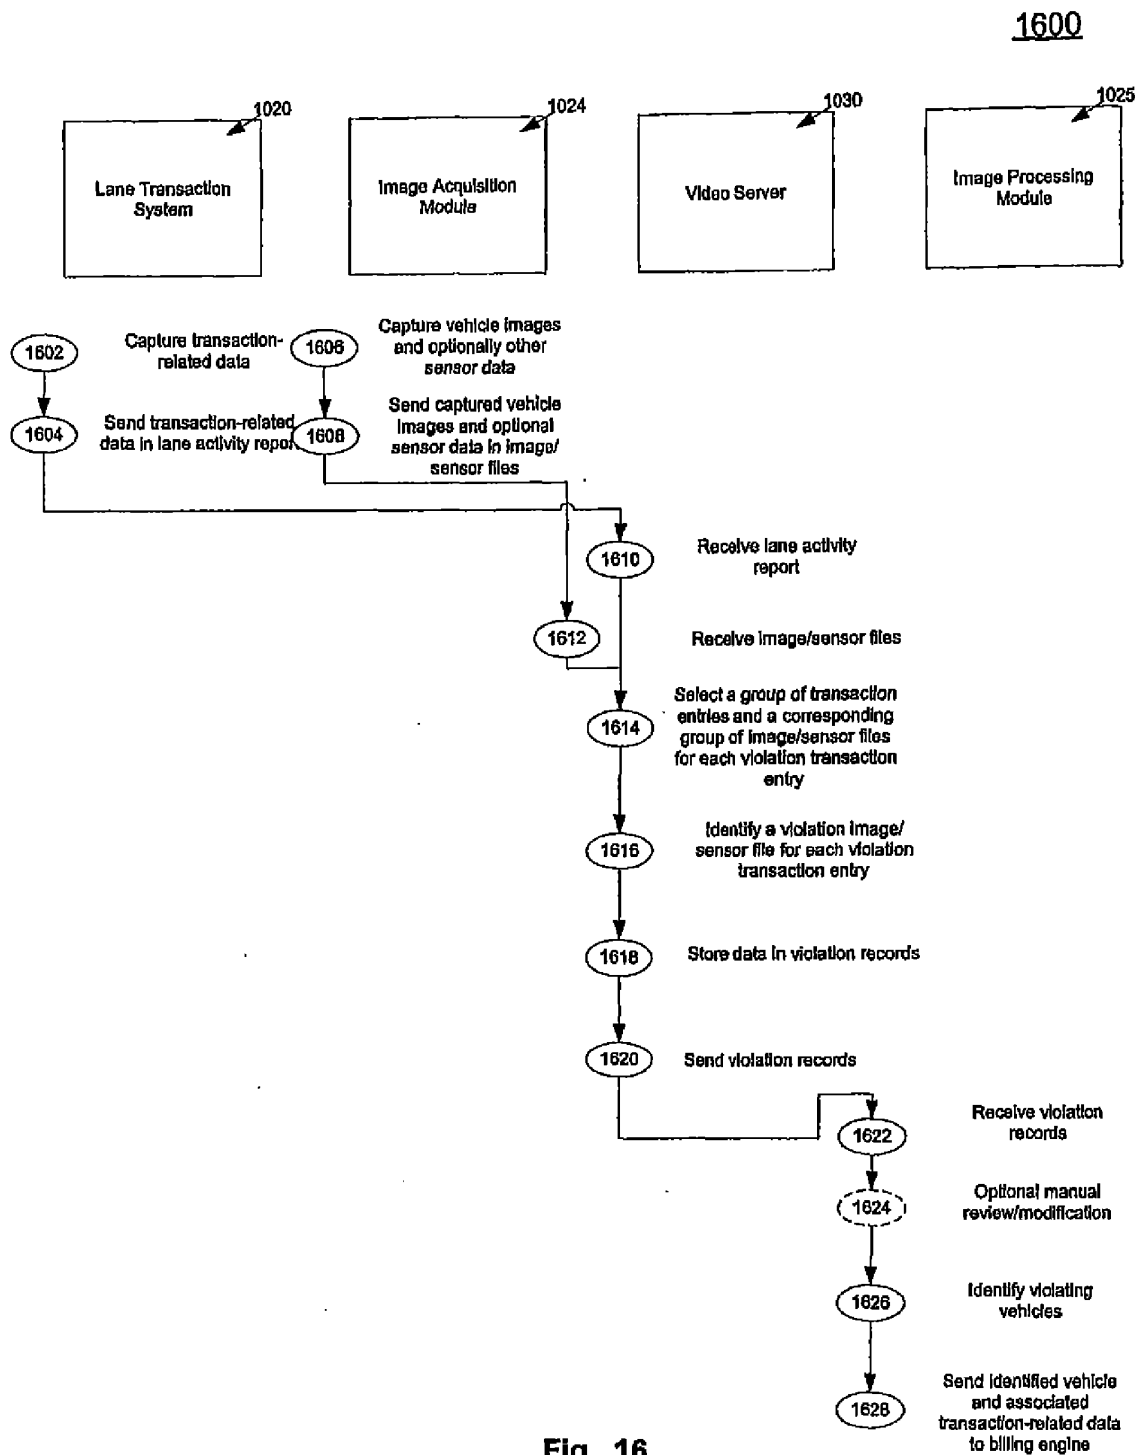 1600
1020
1024
1030
1025
Lane Transaction
System
Image Acquisition
Module
Video Server
Image Processing
Module
1602
Capture transaction-
related data
1606
Capture vehicle images
and optionally other
sensor data
1604
Send transaction-related
data in lane activity report
1608
Send captured vehicle
images and optional
sensor data in image/
sensor files
1610
Receive lane activity
report
1612
Receive image/sensor files
1614
Select a group of transaction
entries and a corresponding
group of image/sensor files
for each violation transaction
entry
1616
Identify a violation image/
sensor file for each violation
transaction entry
1618
Store data in violation records
1620
Send violation records
1622
Receive violation
records
1624
Optional manual
review/modification
1626
Identify violating
vehicles
1628
Send identified vehicle
and associated
transaction-related data
to billing engine
Fig. 16